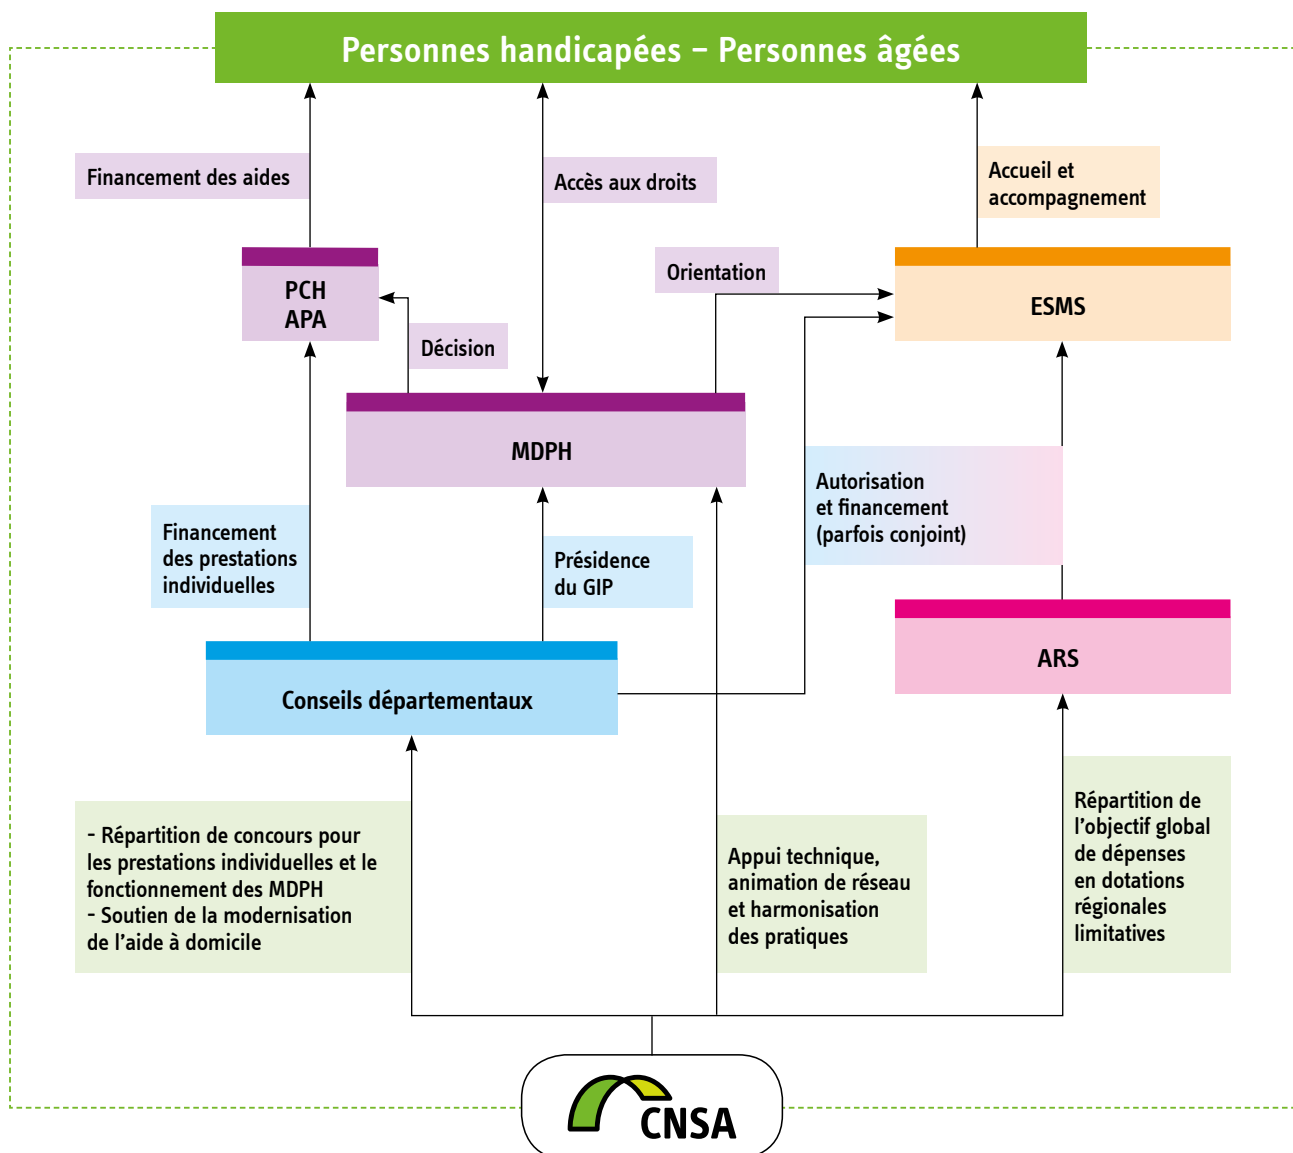 Personnes handicapées – Personnes âgées
Financement des aides
Accès aux droits
Accueil et
accompagnement
Orientation
PCH
APA
ESMS
Décision
MDPH
Autorisation
et financement
(parfois conjoint)
Financement
des prestations
individuelles
Présidence
du GIP
ARS
Conseils départementaux
- Répartition de concours pour
les prestations individuelles et le
fonctionnement des MDPH
- Soutien de la modernisation
de l'aide à domicile
Appui technique,
animation de réseau
et harmonisation
des pratiques
Répartition de
l'objectif global
de dépenses
en dotations
régionales
limitatives
CNSA